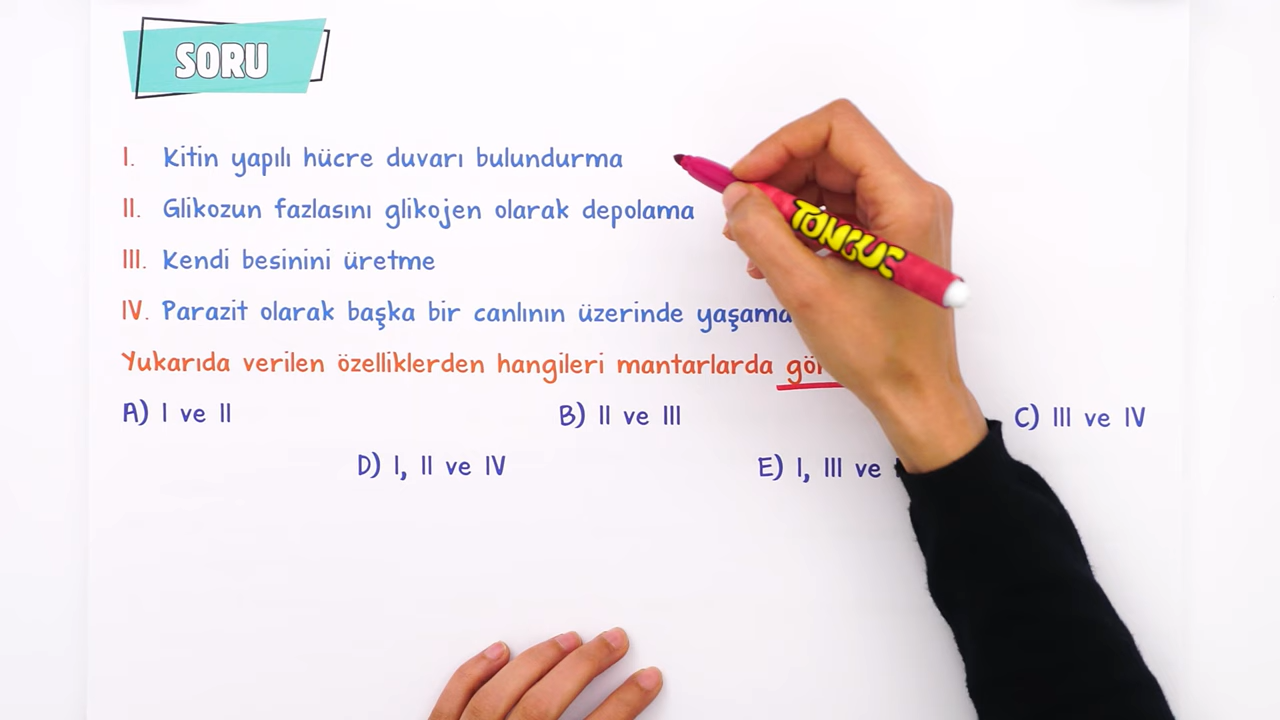 SORU
I. Kitin yapılı hücre duvarı bulundurma
II. Glikozun fazlasını glikojen olarak depolama
III. Kendi besinini üretme
IV. Parazit olarak başka bir canlının üzerinde yaşama
Yukarıda verilen özelliklerden hangileri mantarlarda
A) I ve II B) II ve III C) III ve IV
D) I, II ve IV E) I, III ve
TONGUÇ